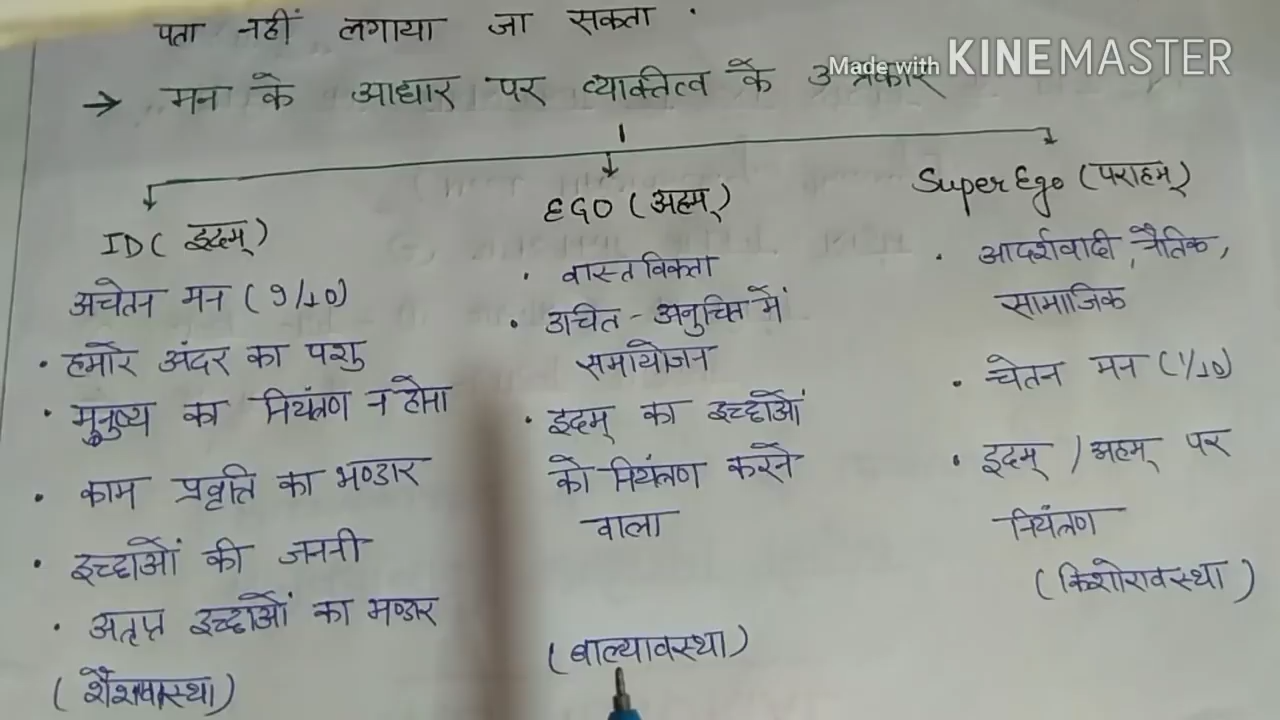 पता नहीं लगाया जा सकता .
Made with KINEMASTER
→ मन के आधार पर व्यक्तित्व के 3 प्रकार
ID ( इदम् )
अचेतन मन ( 9/10 )
• हमारे अंदर का पशु
• मनुष्य का नियंत्रण न होना
• काम प्रवृत्ति का भण्डार
• इच्छाओं की जननी
• अतृप्त इच्छाओं का भण्डार
( शैशवास्था )
EGO ( अहम् )
• वास्तविकता
• उचित - अनुचित में
समायोजन
• इदम् का इच्छाओं
को नियंत्रण करने
वाला
( बाल्यावस्था )
Super Ego ( पराहम् )
• आदर्शवादी , नैतिक ,
सामाजिक
• चेतन मन ( 1/10 )
• इदम् / अहम् पर
नियंत्रण
( किशोरावस्था )